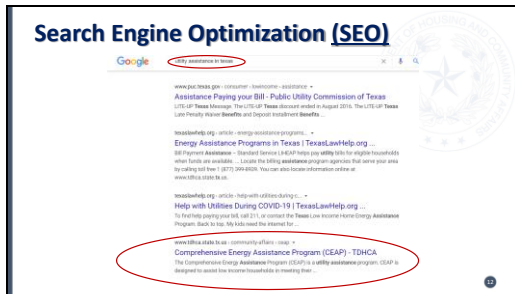 Search Engine Optimization (SEO)
Google
utility assistance in texas
www.puc.texas.gov › consumer › lowincome › assistance
Assistance Paying your Bill - Public Utility Commission of Texas
LITE-UP Texas Message. The LITE-UP Texas discount ended in August 2016. The LITE-UP Texas
Late Penalty Waiver Benefits and Deposit Installment Benefits ...
texaslawhelp.org › article › energy-assistance-programs...
Energy Assistance Programs in Texas | TexasLawHelp.org ...
Bill Payment Assistance – Standard Service LIHEAP helps pay utility bills for eligible households
when funds are available. ... Locate the billing assistance program agencies that serve your area
by calling toll free 1 (877) 399-8939. You can also locate information online at
www.tdhca.state.tx.us.
texaslawhelp.org › article › help-with-utilities-during-c...
Help with Utilities During COVID-19 | TexasLawHelp.org ...
To find help paying your bill, call 211, or contact the Texas Low Income Home Energy Assistance
Program. Back to top. My kids need the internet for ...
www.tdhca.state.tx.us › community-affairs › ceap
Comprehensive Energy Assistance Program (CEAP) - TDHCA
The Comprehensive Energy Assistance Program (CEAP) is a utility assistance program. CEAP is
designed to assist low income households in meeting their ...
12